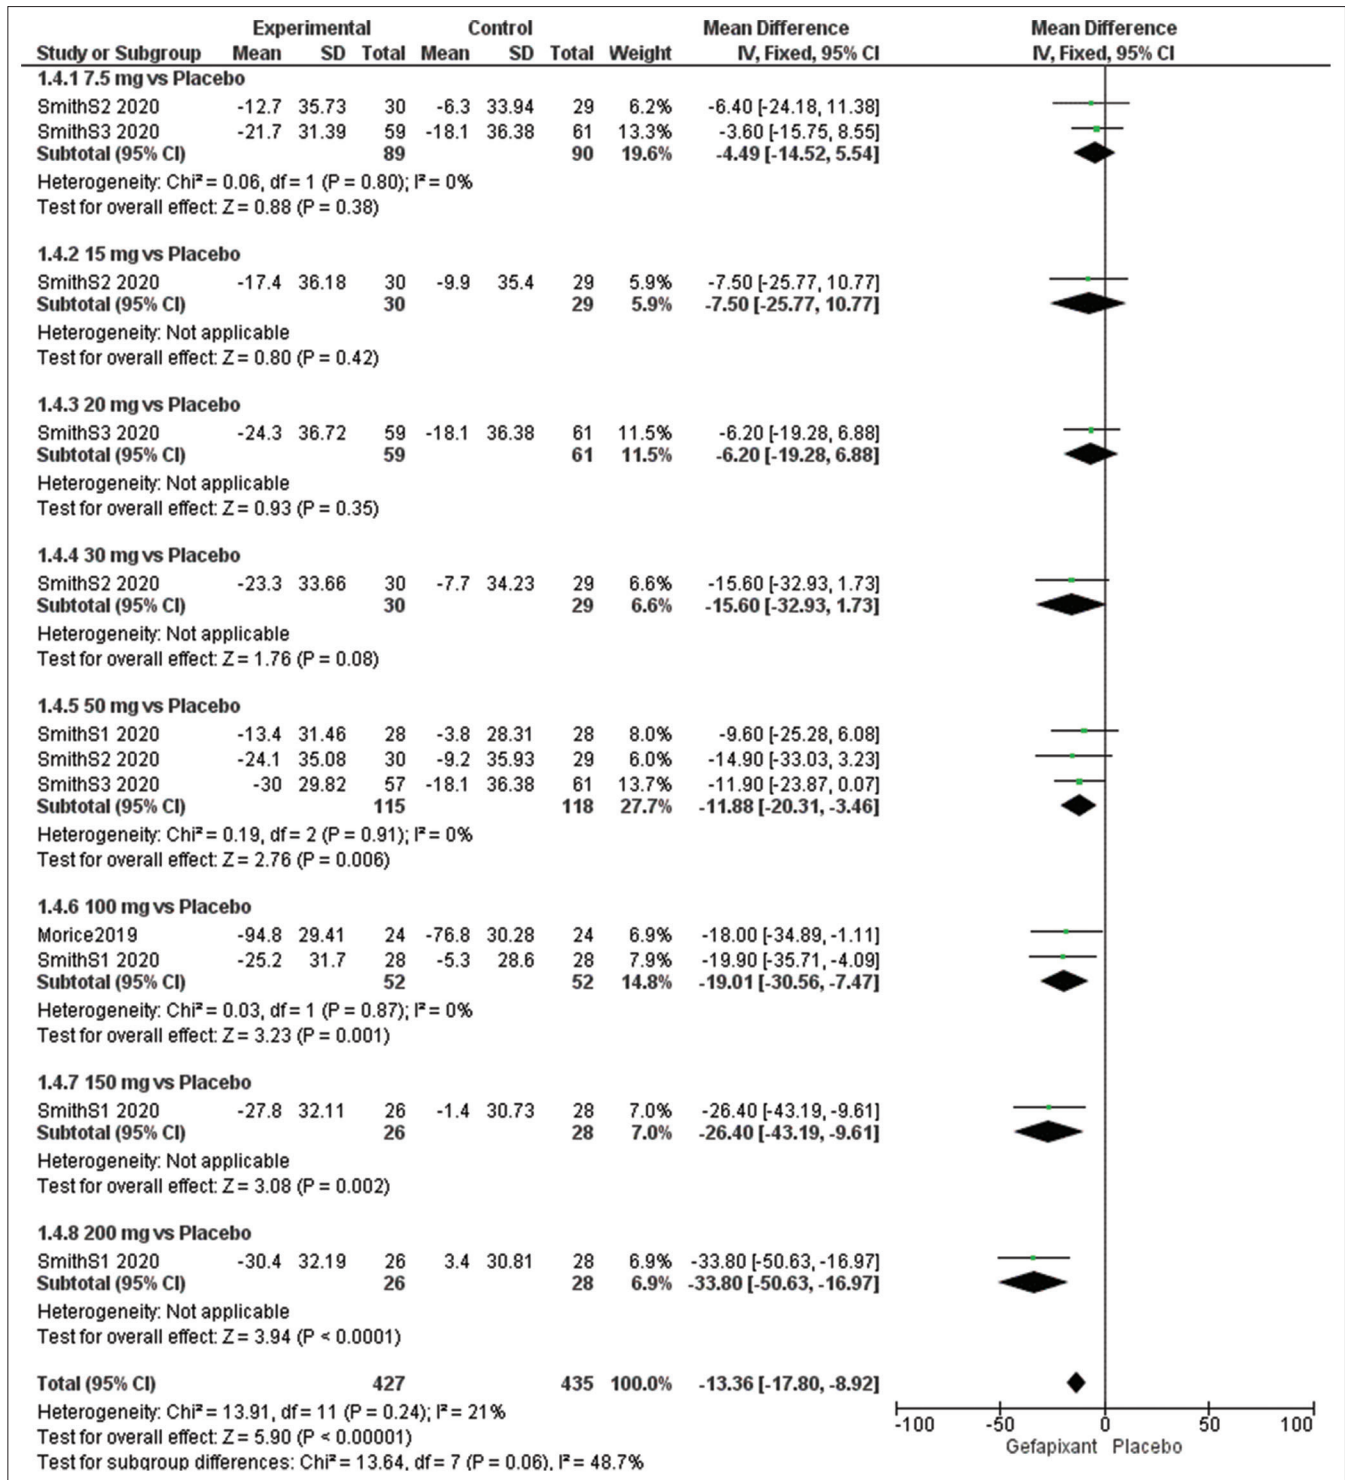 Experimental Control Mean Difference Mean Difference
Study or Subgroup Mean SD Total Mean SD Total Weight IV, Fixed, 95% CI IV, Fixed, 95% CI
1.4.1 7.5 mg vs Placebo
SmithS2 2020 -12.7 35.73 30 -6.3 33.94 29 6.2% -6.40 [-24.18, 11.38]
SmithS3 2020 -21.7 31.39 59 -18.1 36.38 61 13.3% -3.60 [-15.75, 8.55]
Subtotal (95% CI) 89 90 19.6% -4.49 [-14.52, 5.54]
Heterogeneity: Chi² = 0.06, df = 1 (P = 0.80); I² = 0%
Test for overall effect: Z = 0.88 (P = 0.38)
1.4.2 15 mg vs Placebo
SmithS2 2020 -17.4 36.18 30 -9.9 35.4 29 5.9% -7.50 [-25.77, 10.77]
Subtotal (95% CI) 30 29 5.9% -7.50 [-25.77, 10.77]
Heterogeneity: Not applicable
Test for overall effect: Z = 0.80 (P = 0.42)
1.4.3 20 mg vs Placebo
SmithS3 2020 -24.3 36.72 59 -18.1 36.38 61 11.5% -6.20 [-19.28, 6.88]
Subtotal (95% CI) 59 61 11.5% -6.20 [-19.28, 6.88]
Heterogeneity: Not applicable
Test for overall effect: Z = 0.93 (P = 0.35)
1.4.4 30 mg vs Placebo
SmithS2 2020 -23.3 33.66 30 -7.7 34.23 29 6.6% -15.60 [-32.93, 1.73]
Subtotal (95% CI) 30 29 6.6% -15.60 [-32.93, 1.73]
Heterogeneity: Not applicable
Test for overall effect: Z = 1.76 (P = 0.08)
1.4.5 50 mg vs Placebo
SmithS1 2020 -13.4 31.46 28 -3.8 28.31 28 8.0% -9.60 [-25.28, 6.08]
SmithS2 2020 -24.1 35.08 30 -9.2 35.93 29 6.0% -14.90 [-33.03, 3.23]
SmithS3 2020 -30 29.82 57 -18.1 36.38 61 13.7% -11.90 [-23.87, 0.07]
Subtotal (95% CI) 115 118 27.7% -11.88 [-20.31, -3.46]
Heterogeneity: Chi² = 0.19, df = 2 (P = 0.91); I² = 0%
Test for overall effect: Z = 2.76 (P = 0.006)
1.4.6 100 mg vs Placebo
Morice2019 -94.8 29.41 24 -76.8 30.28 24 6.9% -18.00 [-34.89, -1.11]
SmithS1 2020 -25.2 31.7 28 -5.3 28.6 28 7.9% -19.90 [-35.71, -4.09]
Subtotal (95% CI) 52 52 14.8% -19.01 [-30.56, -7.47]
Heterogeneity: Chi² = 0.03, df = 1 (P = 0.87); I² = 0%
Test for overall effect: Z = 3.23 (P = 0.001)
1.4.7 150 mg vs Placebo
SmithS1 2020 -27.8 32.11 26 -1.4 30.73 28 7.0% -26.40 [-43.19, -9.61]
Subtotal (95% CI) 26 28 7.0% -26.40 [-43.19, -9.61]
Heterogeneity: Not applicable
Test for overall effect: Z = 3.08 (P = 0.002)
1.4.8 200 mg vs Placebo
SmithS1 2020 -30.4 32.19 26 3.4 30.81 28 6.9% -33.80 [-50.63, -16.97]
Subtotal (95% CI) 26 28 6.9% -33.80 [-50.63, -16.97]
Heterogeneity: Not applicable
Test for overall effect: Z = 3.94 (P < 0.0001)
Total (95% CI) 427 435 100.0% -13.36 [-17.80, -8.92]
Heterogeneity: Chi² = 13.91, df = 11 (P = 0.24); I² = 21%
Test for overall effect: Z = 5.90 (P < 0.00001)
Test for subgroup differences: Chi² = 13.64, df = 7 (P = 0.06), I² = 48.7%
-100 -50 0 50 100
Gefapixant Placebo